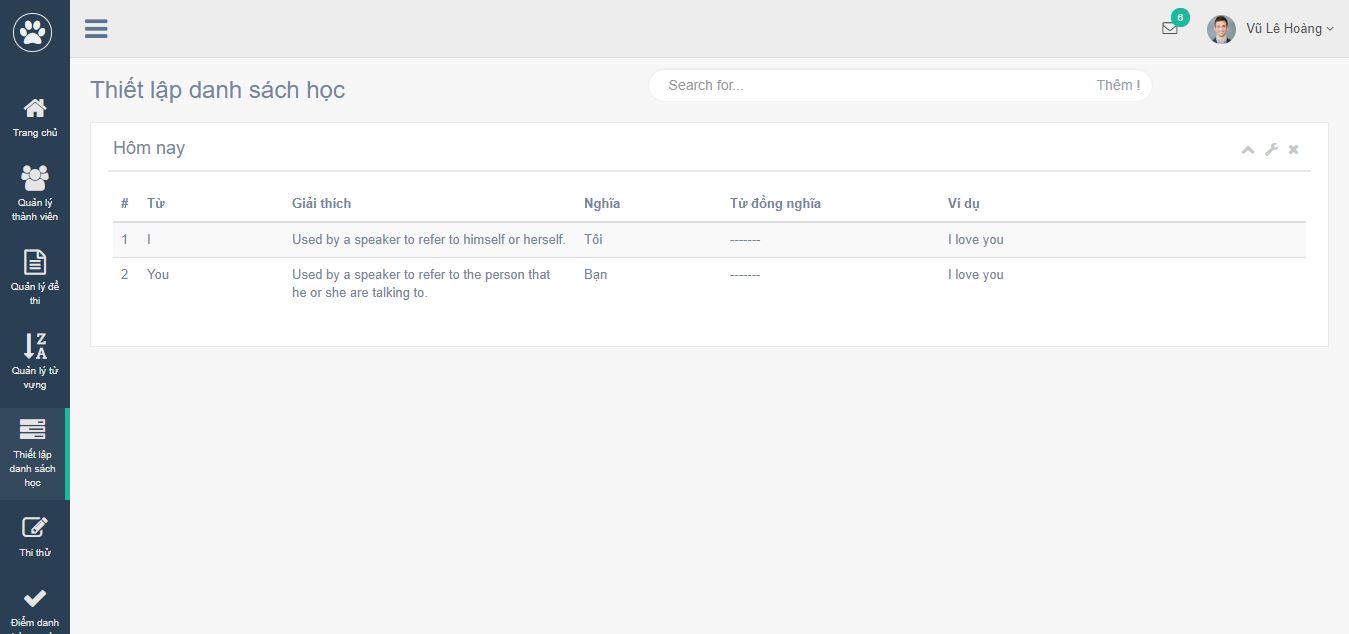 6
Vũ Lê Hoàng
Trang chủ
Quản lý
thành viên
Quản lý đề
thi
Quản lý từ
vựng
Thiết lập
danh sách
học
Thi thử
Điểm danh
Thiết lập danh sách học
Search for...
Thêm !
Hôm nay
# Từ Giải thích Nghĩa Từ đồng nghĩa Ví dụ
1 I Used by a speaker to refer to himself or herself. Tôi ------- I love you
2 You Used by a speaker to refer to the person that Bạn ------- I love you
he or she are talking to.